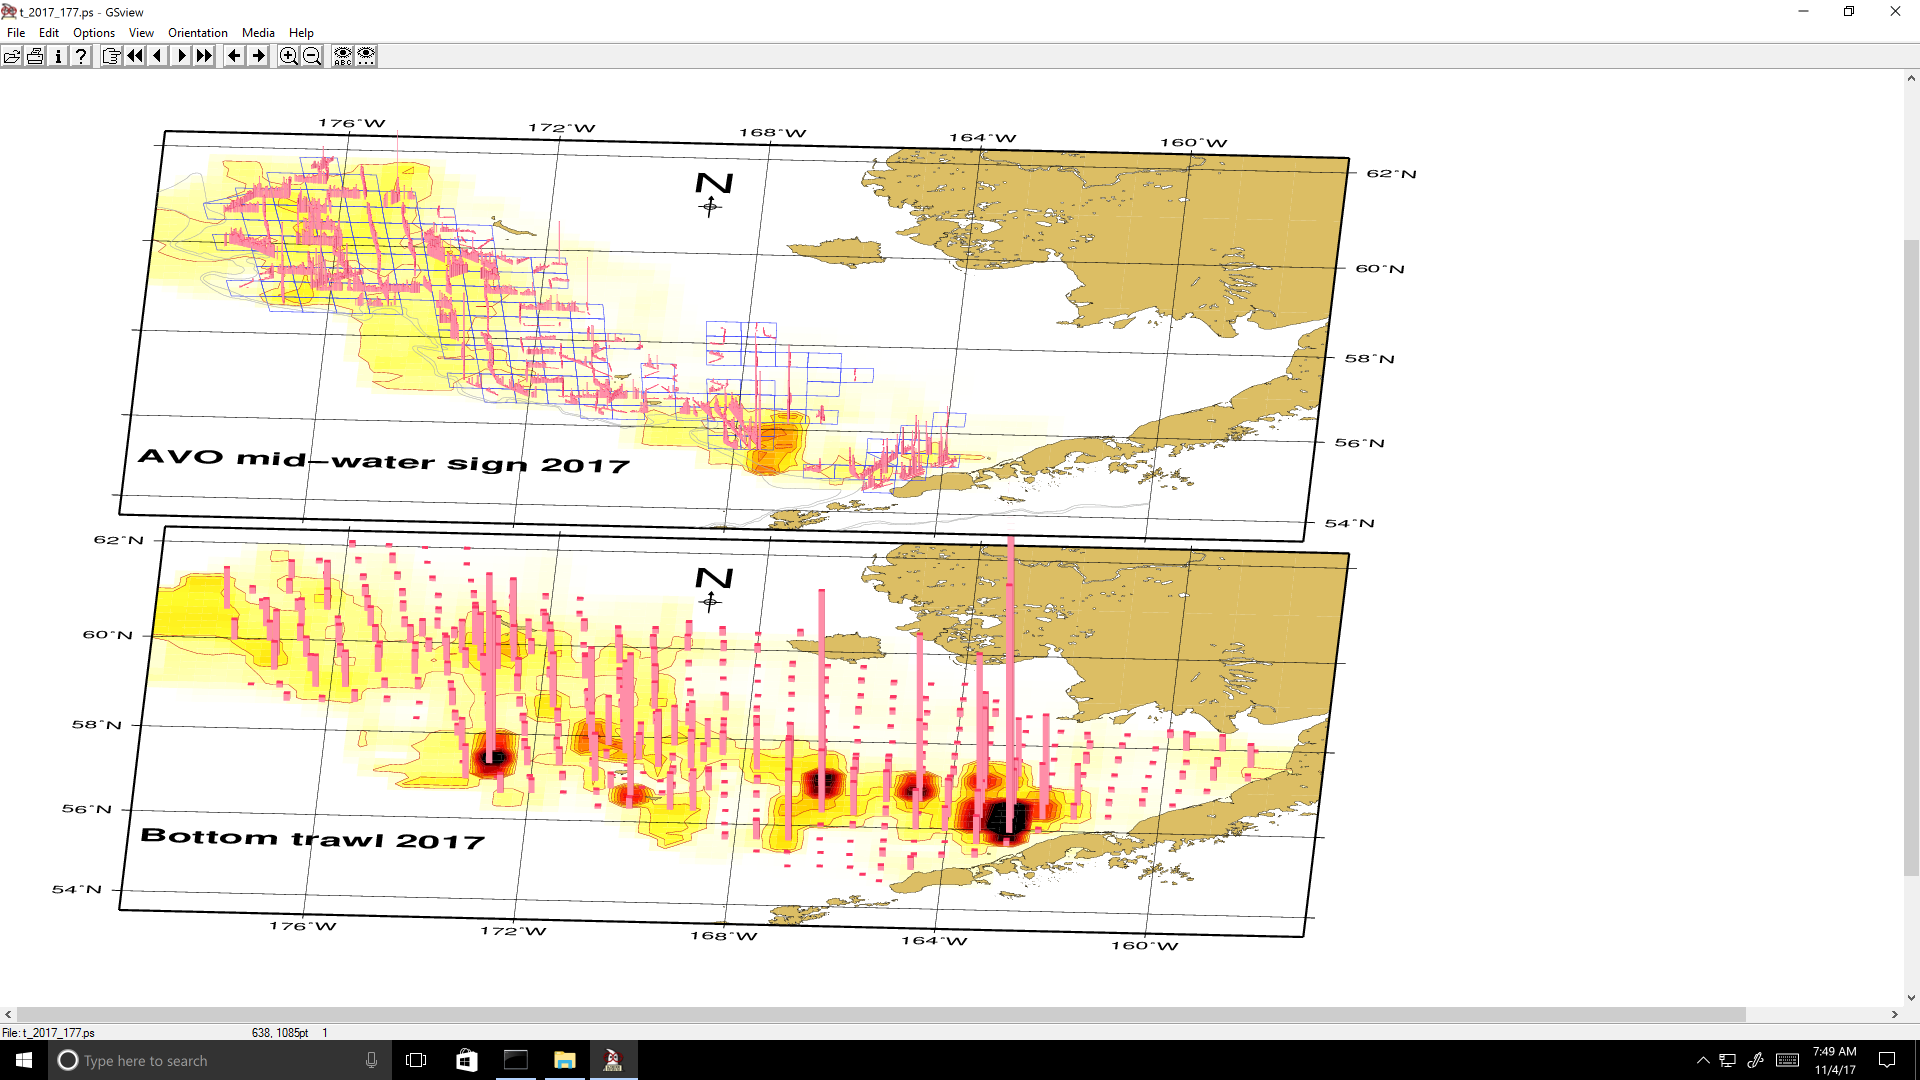 t_2017_177.ps - GSview
File Edit Options View Orientation Media Help
ABC
176°W 172°W 168°W 164°W 160°W
N
62°N
60°N
58°N
56°N
54°N
AVO mid-water sign 2017
62°N
N
60°N
58°N
56°N
54°N
Bottom trawl 2017
176°W 172°W 168°W 164°W 160°W
File: t_2017_177.ps 638, 1085pt 1
Type here to search
7:49 AM
11/4/17